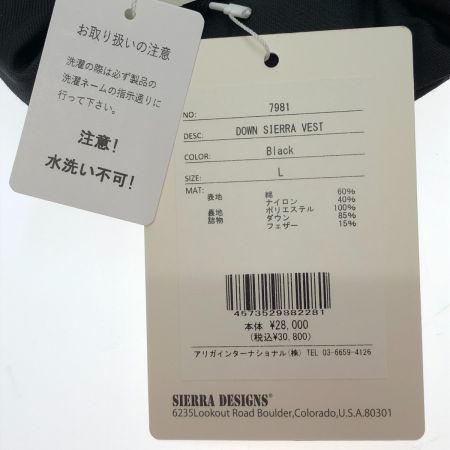 お取り扱いの注意
洗濯の際は必ず製品の
洗濯ネームの指示通りに
行って下さい。
注意!
水洗い不可!
NO: 7981
DESC: DOWN SIERRA VEST
COLOR: Black
SIZE: L
MAT: 表地 綿 60%
ナイロン 40%
裏地 ポリエステル 100%
詰物 ダウン 85%
フェザー 15%
4573529882281
本体 ¥28,000
(税込¥30,800)
アリガインターナショナル(株) TEL 03-6659-4126
SIERRA DESIGNS®
6235Lookout Road Boulder,Colorado,U.S.A.80301